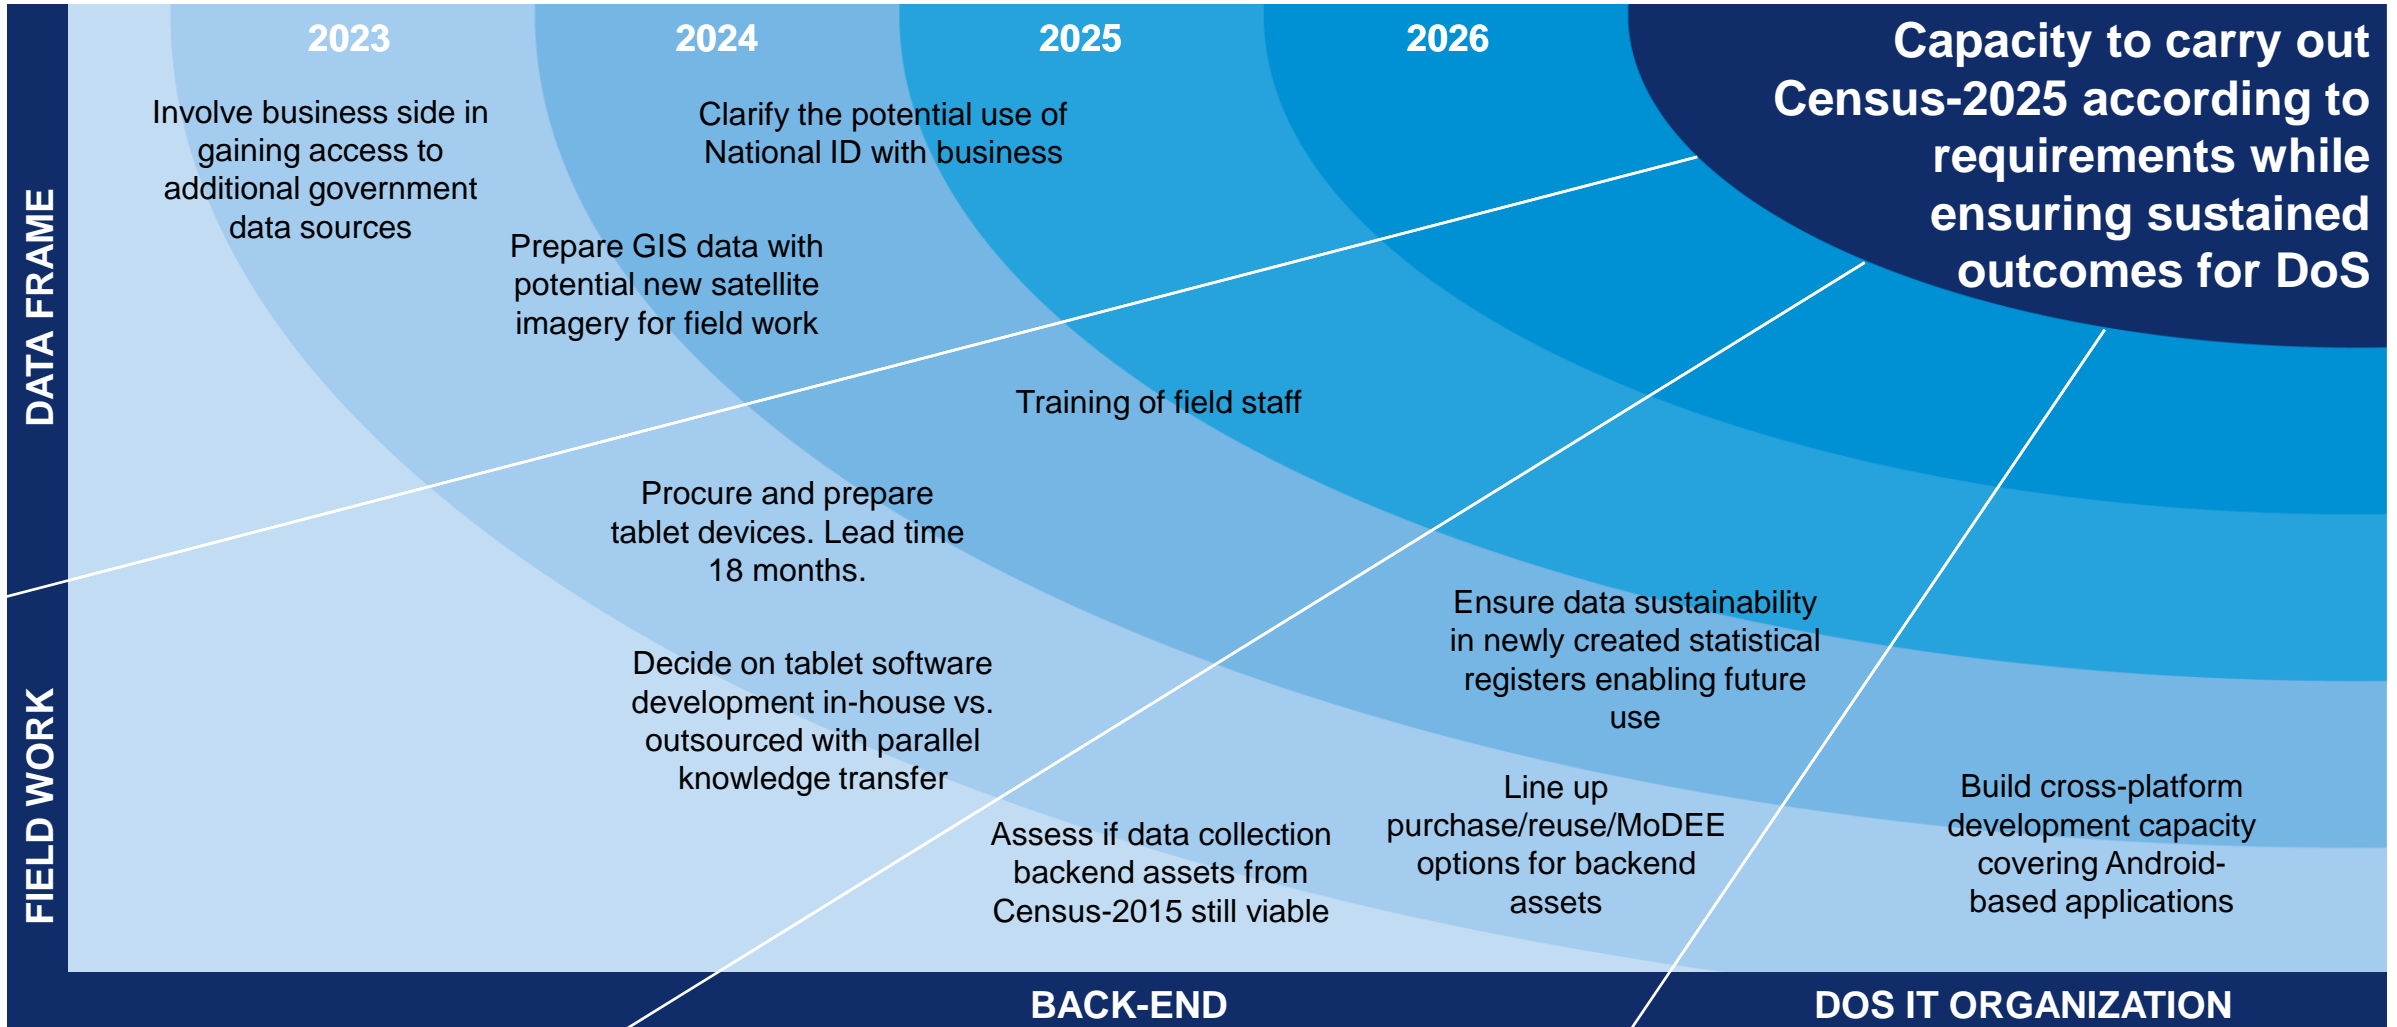 2023
2024
2025
2026
Capacity to carry out
Census-2025 according to
requirements while
ensuring sustained
outcomes for DoS
DATA FRAME
Involve business side in
gaining access to
additional government
data sources
Clarify the potential use of
National ID with business
Prepare GIS data with
potential new satellite
imagery for field work
FIELD WORK
Training of field staff
Procure and prepare
tablet devices. Lead time
18 months.
Decide on tablet software
development in-house vs.
outsourced with parallel
knowledge transfer
Ensure data sustainability
in newly created statistical
registers enabling future
use
Assess if data collection
backend assets from
Census-2015 still viable
Line up
purchase/reuse/MoDEE
options for backend
assets
Build cross-platform
development capacity
covering Android-
based applications
BACK-END
DOS IT ORGANIZATION